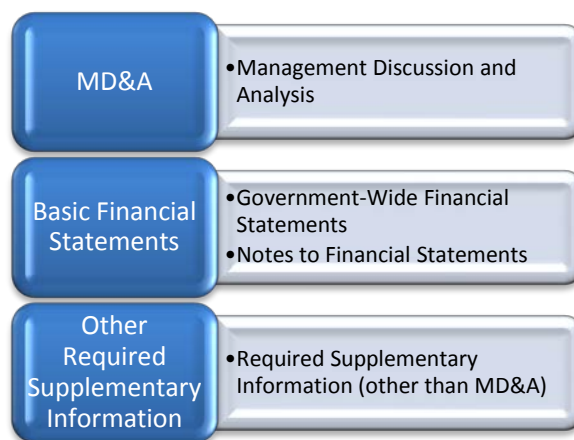 MD&A
•Management Discussion and
Analysis
Basic Financial
Statements
•Government-Wide Financial
Statements
•Notes to Financial Statements
Other
Required
Supplementary
Information
•Required Supplementary
Information (other than MD&A)